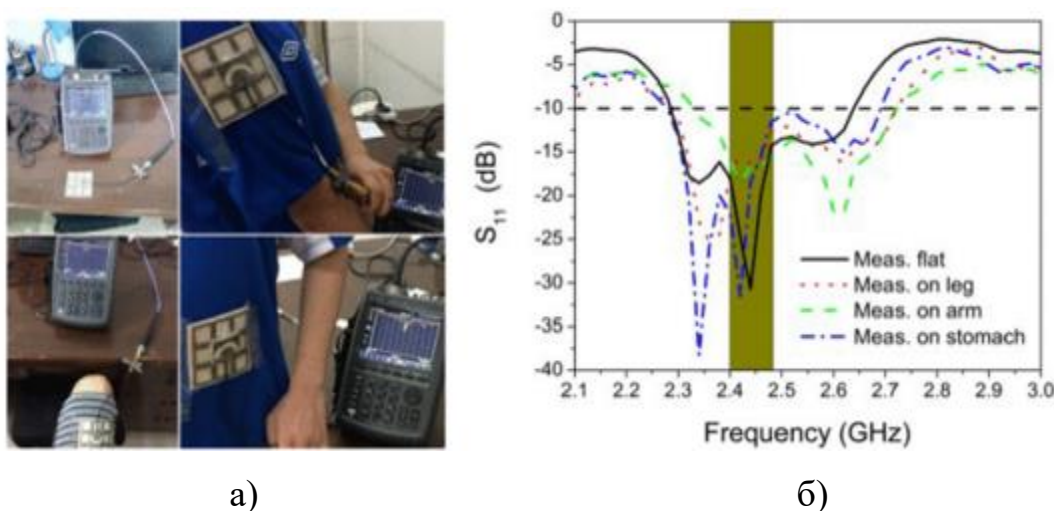 0
-5
-10
-15
-20
-25
-30
-35
-40
S11 (dB)
Meas. flat
Meas. on leg
Meas. on arm
Meas. on stomach
2.1 2.2 2.3 2.4 2.5 2.6 2.7 2.8 2.9 3.0
Frequency (GHz)
а) б)